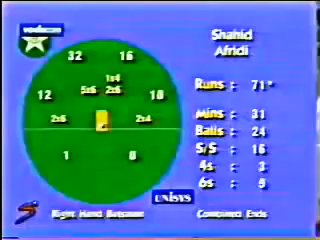 Shahid
Afridi
32 16
1x4
5x6 2x6
12 10
2x6 2x4
1 0
Runs : 71*
Mins : 31
Balls : 24
S/S : 16
4s : 3
6s : 9
UNISYS
Right Hand Batsman
Combined Ends